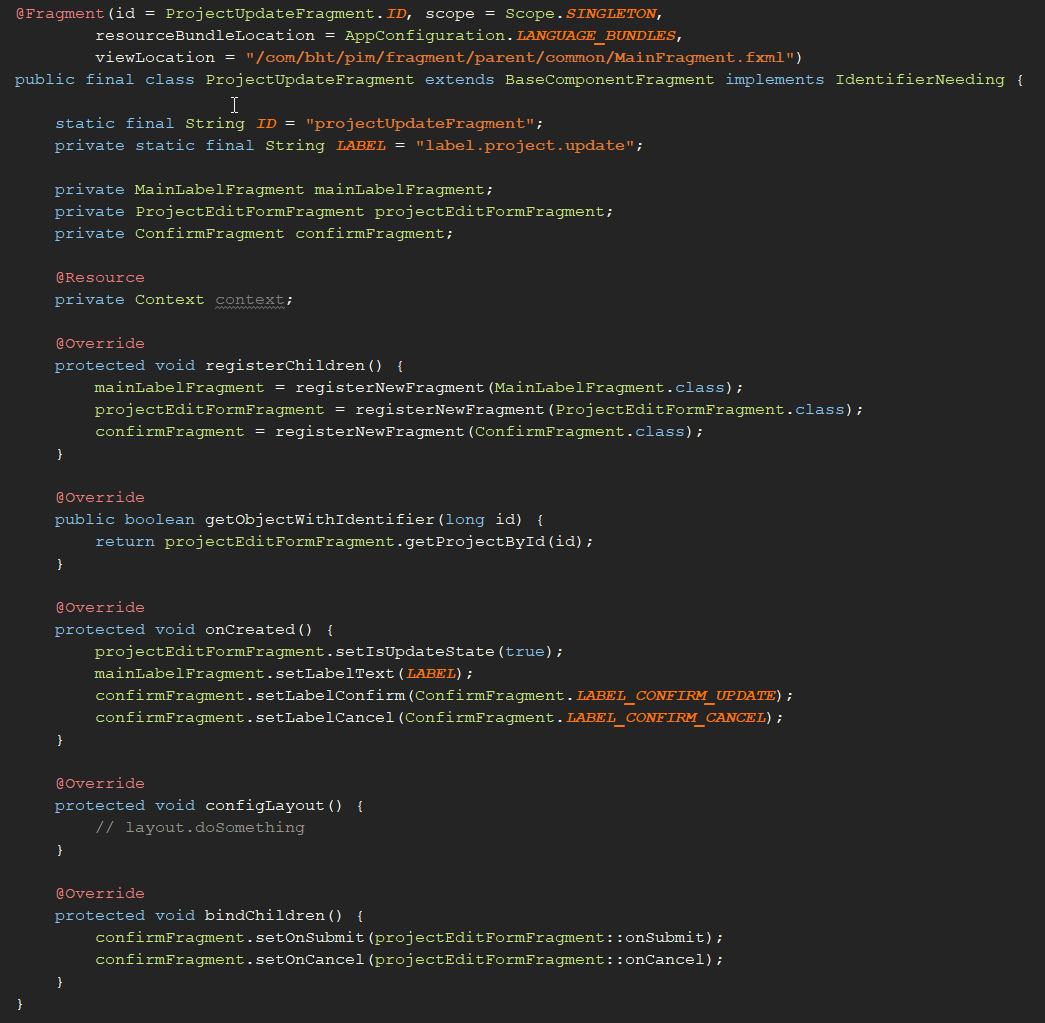 @Fragment(id = ProjectUpdateFragment.ID, scope = Scope.SINGLETON,
        resourceBundleLocation = AppConfiguration.LANGUAGE_BUNDLES,
        viewLocation = "/com/bht/pim/fragment/parent/common/MainFragment.fxml")
public final class ProjectUpdateFragment extends BaseComponentFragment implements IdentifierNeeding {
    static final String ID = "projectUpdateFragment";
    private static final String LABEL = "label.project.update";
    private MainLabelFragment mainLabelFragment;
    private ProjectEditFormFragment projectEditFormFragment;
    private ConfirmFragment confirmFragment;
    @Resource
    private Context context;
    @Override
    protected void registerChildren() {
        mainLabelFragment = registerNewFragment(MainLabelFragment.class);
        projectEditFormFragment = registerNewFragment(ProjectEditFormFragment.class);
        confirmFragment = registerNewFragment(ConfirmFragment.class);
    }
    @Override
    public boolean getObjectWithIdentifier(long id) {
        return projectEditFormFragment.getProjectById(id);
    }
    @Override
    protected void onCreated() {
        projectEditFormFragment.setIsUpdateState(true);
        mainLabelFragment.setLabelText(LABEL);
        confirmFragment.setLabelConfirm(ConfirmFragment.LABEL_CONFIRM_UPDATE);
        confirmFragment.setLabelCancel(ConfirmFragment.LABEL_CONFIRM_CANCEL);
    }
    @Override
    protected void configLayout() {
        // layout.doSomething
    }
    @Override
    protected void bindChildren() {
        confirmFragment.setOnSubmit(projectEditFormFragment::onSubmit);
        confirmFragment.setOnCancel(projectEditFormFragment::onCancel);
    }
}